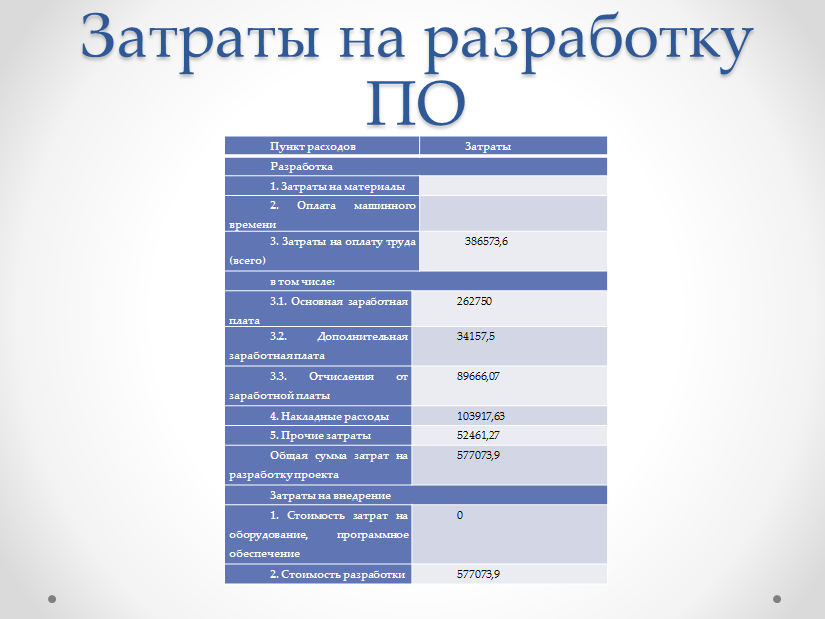 Затраты на разработку
ПО
Пункт расходов Затраты
Разработка
1. Затраты на материалы
2. Оплата машинного
времени
3. Затраты на оплату труда 386573,6
(всего)
в том числе:
3.1. Основная заработная 262750
плата
3.2. Дополнительная 34157,5
заработная плата
3.3. Отчисления от 89666,07
заработной платы
4. Накладные расходы 103917,63
5. Прочие затраты 52461,27
Общая сумма затрат на 577073,9
разработку проекта
Затраты на внедрение
1. Стоимость затрат на 0
оборудование, программное
обеспечение
2. Стоимость разработки 577073,9